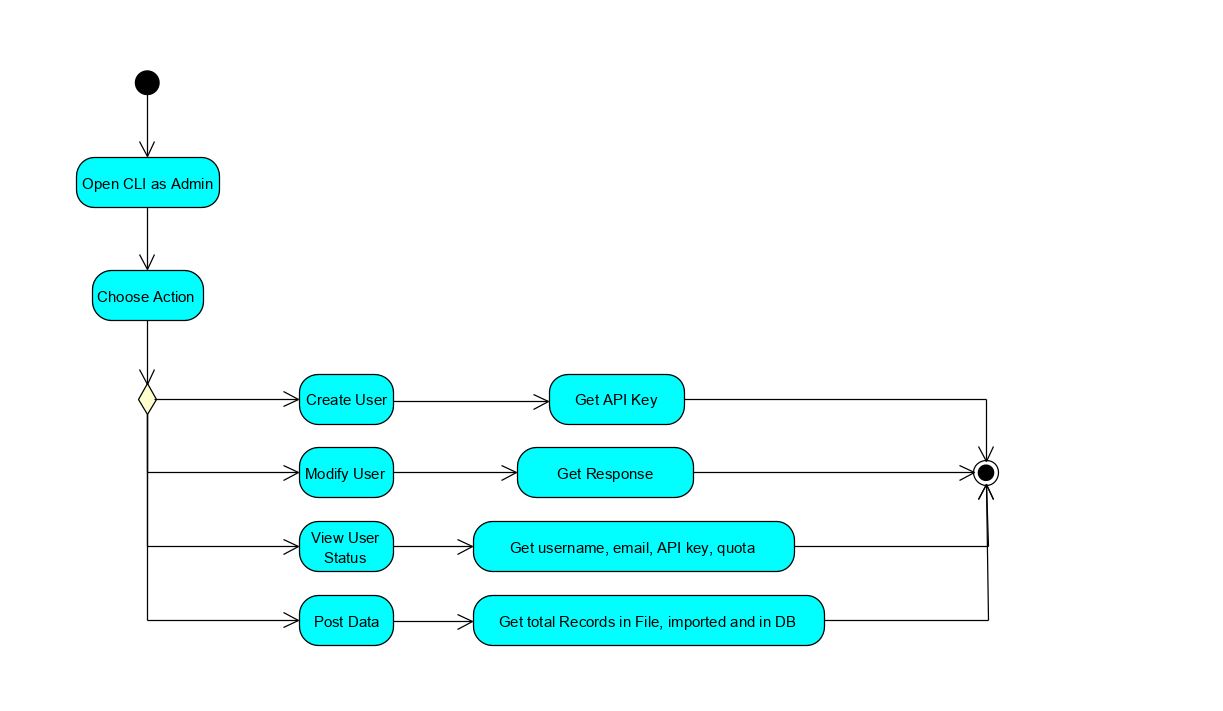 Open CLI as Admin
Choose Action
Create User
Get API Key
Modify User
Get Response
View User
Status
Get username, email, API key, quota
Post Data
Get total Records in File, imported and in DB